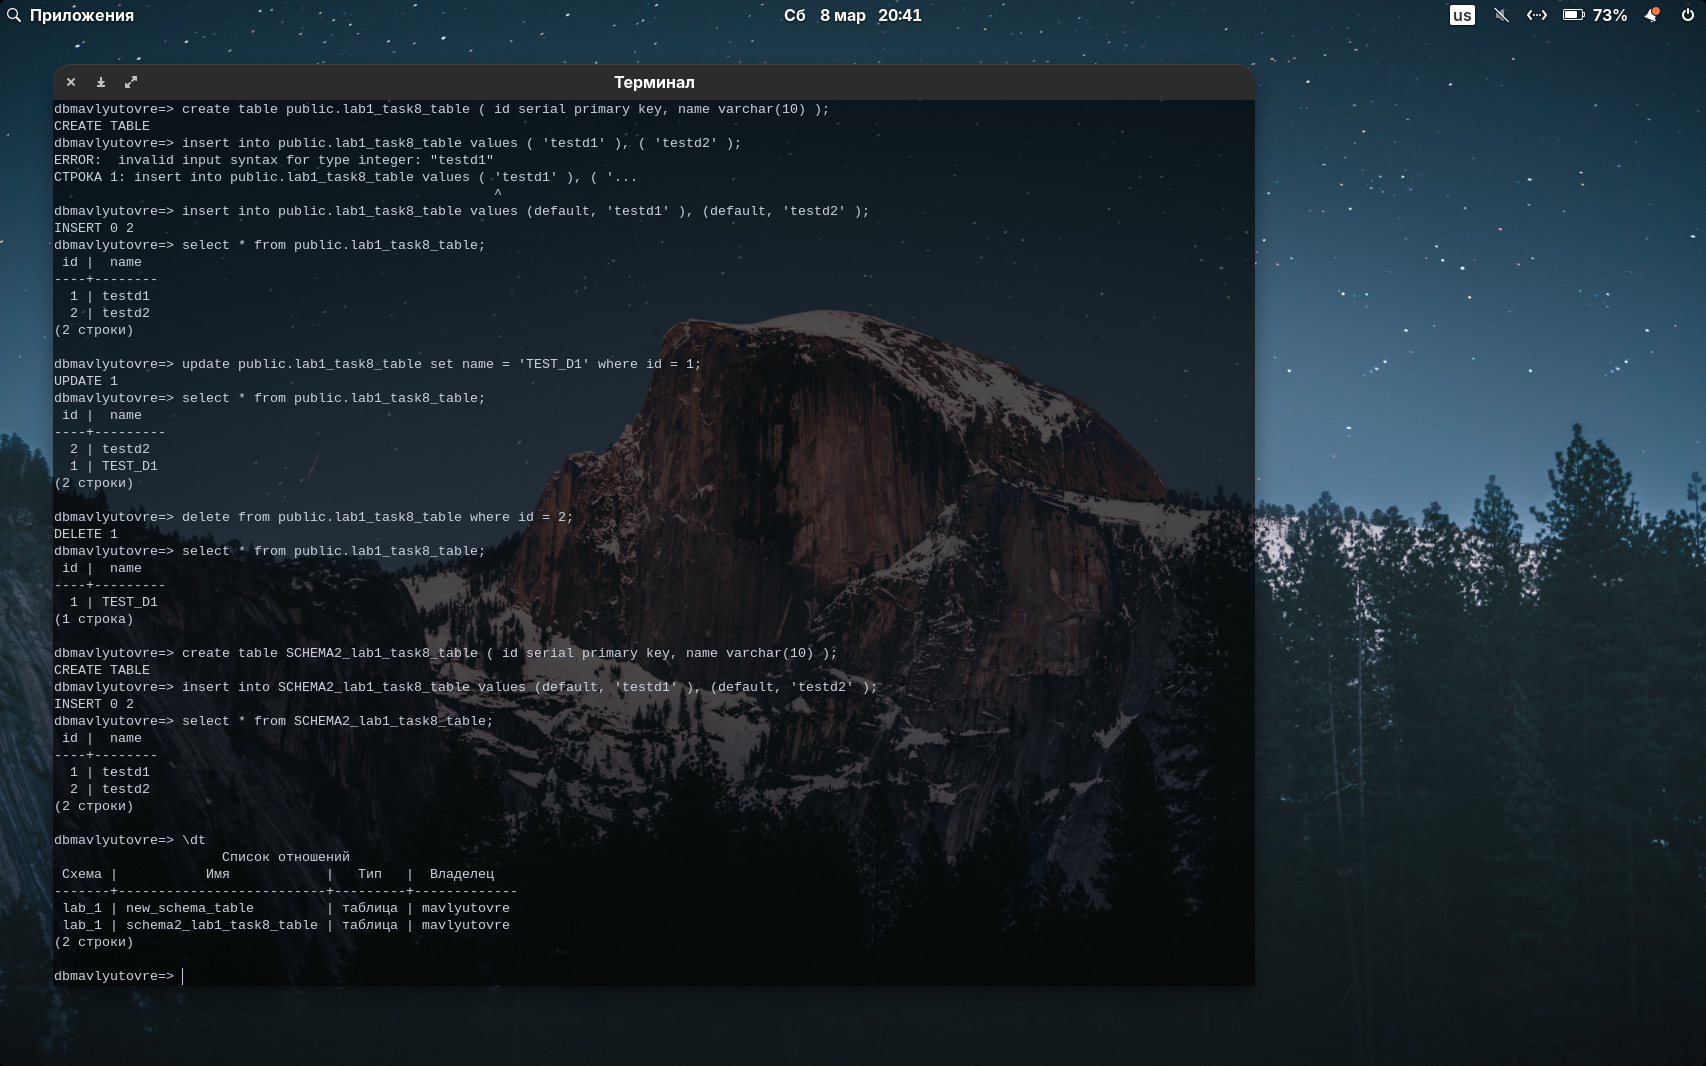 Приложения
Сб 8 мар 20:41
us
73%
Терминал
dbmavlyutovre=> create table public.lab1_task8_table ( id serial primary key, name varchar(10) );
CREATE TABLE
dbmavlyutovre=> insert into public.lab1_task8_table values ( 'testd1' ), ( 'testd2' );
ERROR:  invalid input syntax for type integer: "testd1"
СТРОКА 1: insert into public.lab1_task8_table values ( 'testd1' ), ( '...
                                                       ^
dbmavlyutovre=> insert into public.lab1_task8_table values (default, 'testd1' ), (default, 'testd2' );
INSERT 0 2
dbmavlyutovre=> select * from public.lab1_task8_table;
 id |  name
----+--------
  1 | testd1
  2 | testd2
(2 строки)

dbmavlyutovre=> update public.lab1_task8_table set name = 'TEST_D1' where id = 1;
UPDATE 1
dbmavlyutovre=> select * from public.lab1_task8_table;
 id |  name
----+---------
  2 | testd2
  1 | TEST_D1
(2 строки)

dbmavlyutovre=> delete from public.lab1_task8_table where id = 2;
DELETE 1
dbmavlyutovre=> select * from public.lab1_task8_table;
 id |  name
----+---------
  1 | TEST_D1
(1 строка)

dbmavlyutovre=> create table SCHEMA2_lab1_task8_table ( id serial primary key, name varchar(10) );
CREATE TABLE
dbmavlyutovre=> insert into SCHEMA2_lab1_task8_table values (default, 'testd1' ), (default, 'testd2' );
INSERT 0 2
dbmavlyutovre=> select * from SCHEMA2_lab1_task8_table;
 id |  name
----+--------
  1 | testd1
  2 | testd2
(2 строки)

dbmavlyutovre=> \dt
                     Список отношений
 Схема |           Имя            |   Тип   |  Владелец
-------+--------------------------+---------+-------------
 lab_1 | new_schema_table         | таблица | mavlyutovre
 lab_1 | schema2_lab1_task8_table | таблица | mavlyutovre
(2 строки)

dbmavlyutovre=>